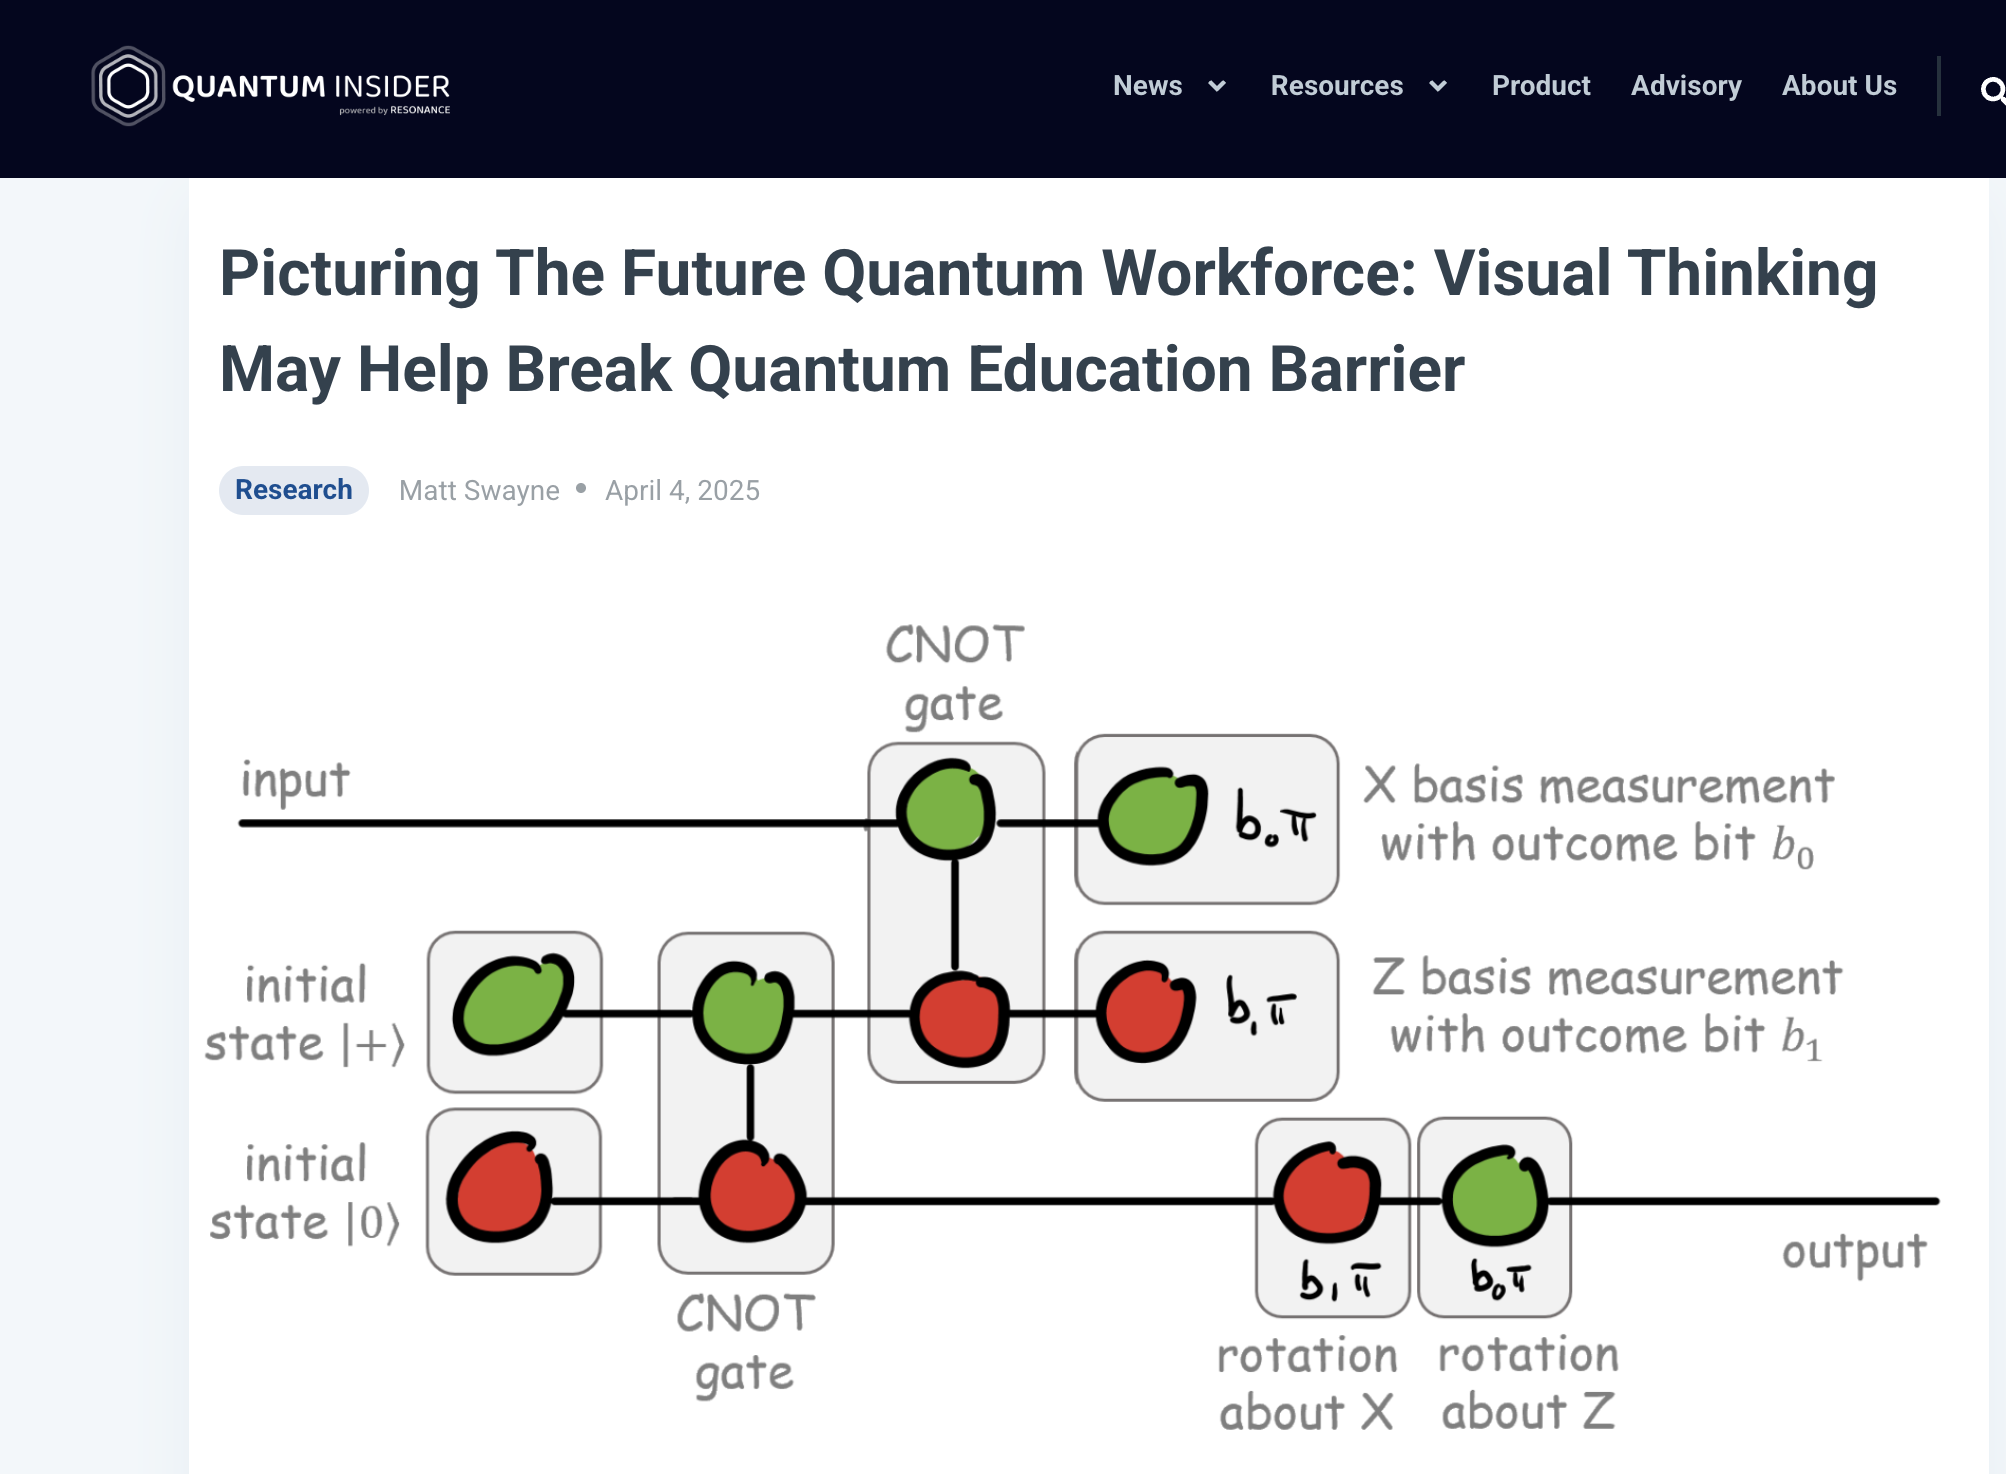 QUANTUM INSIDER
powered by RESONANCE
News
Resources
Product
Advisory
About Us
Picturing The Future Quantum Workforce: Visual Thinking
May Help Break Quantum Education Barrier
Research
Matt Swayne • April 4, 2025
CNOT
gate
input
b₀π
X basis measurement
with outcome bit b₀
initial
state |+⟩
b₁π
Z basis measurement
with outcome bit b₁
initial
state |0⟩
b₁π
b₀π
output
CNOT
gate
rotation
about X
rotation
about Z